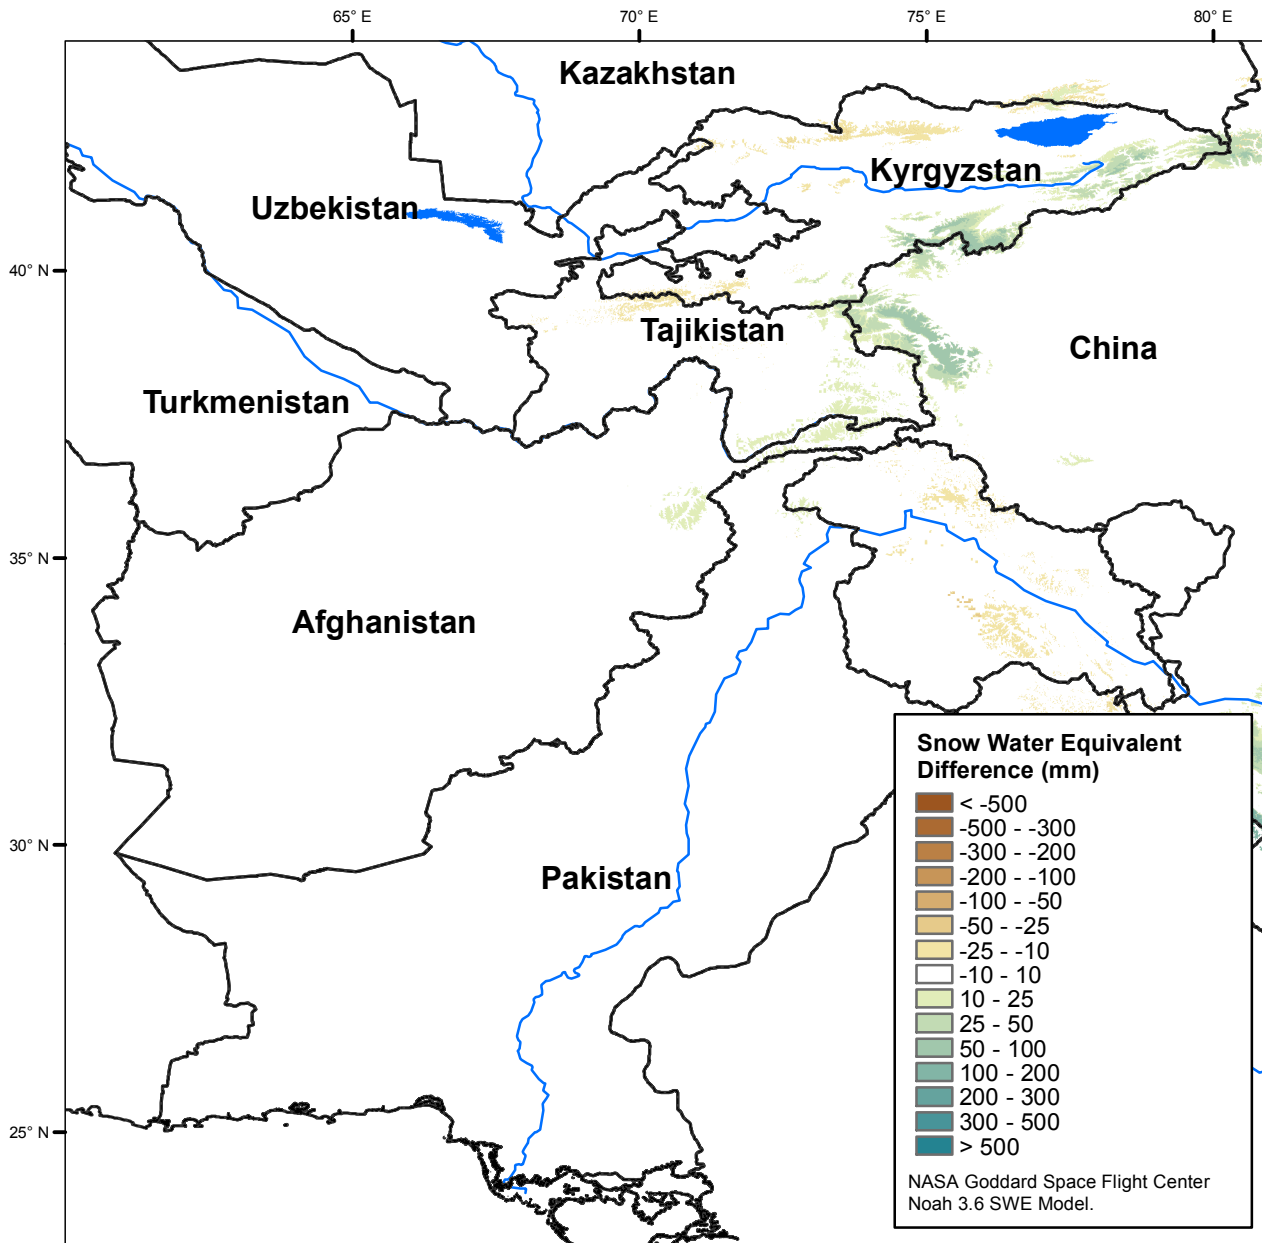 65° E
70° E
75° E
80° E
Kazakhstan
Kyrgyzstan
Uzbekistan
40° N
Tajikistan
China
Turkmenistan
35° N
Afghanistan
30° N
Pakistan
25° N
Snow Water Equivalent
Difference (mm)
< -500
-500 - -300
-300 - -200
-200 - -100
-100 - -50
-50 - -25
-25 - -10
-10 - 10
10 - 25
25 - 50
50 - 100
100 - 200
200 - 300
300 - 500
> 500
NASA Goddard Space Flight Center
Noah 3.6 SWE Model.